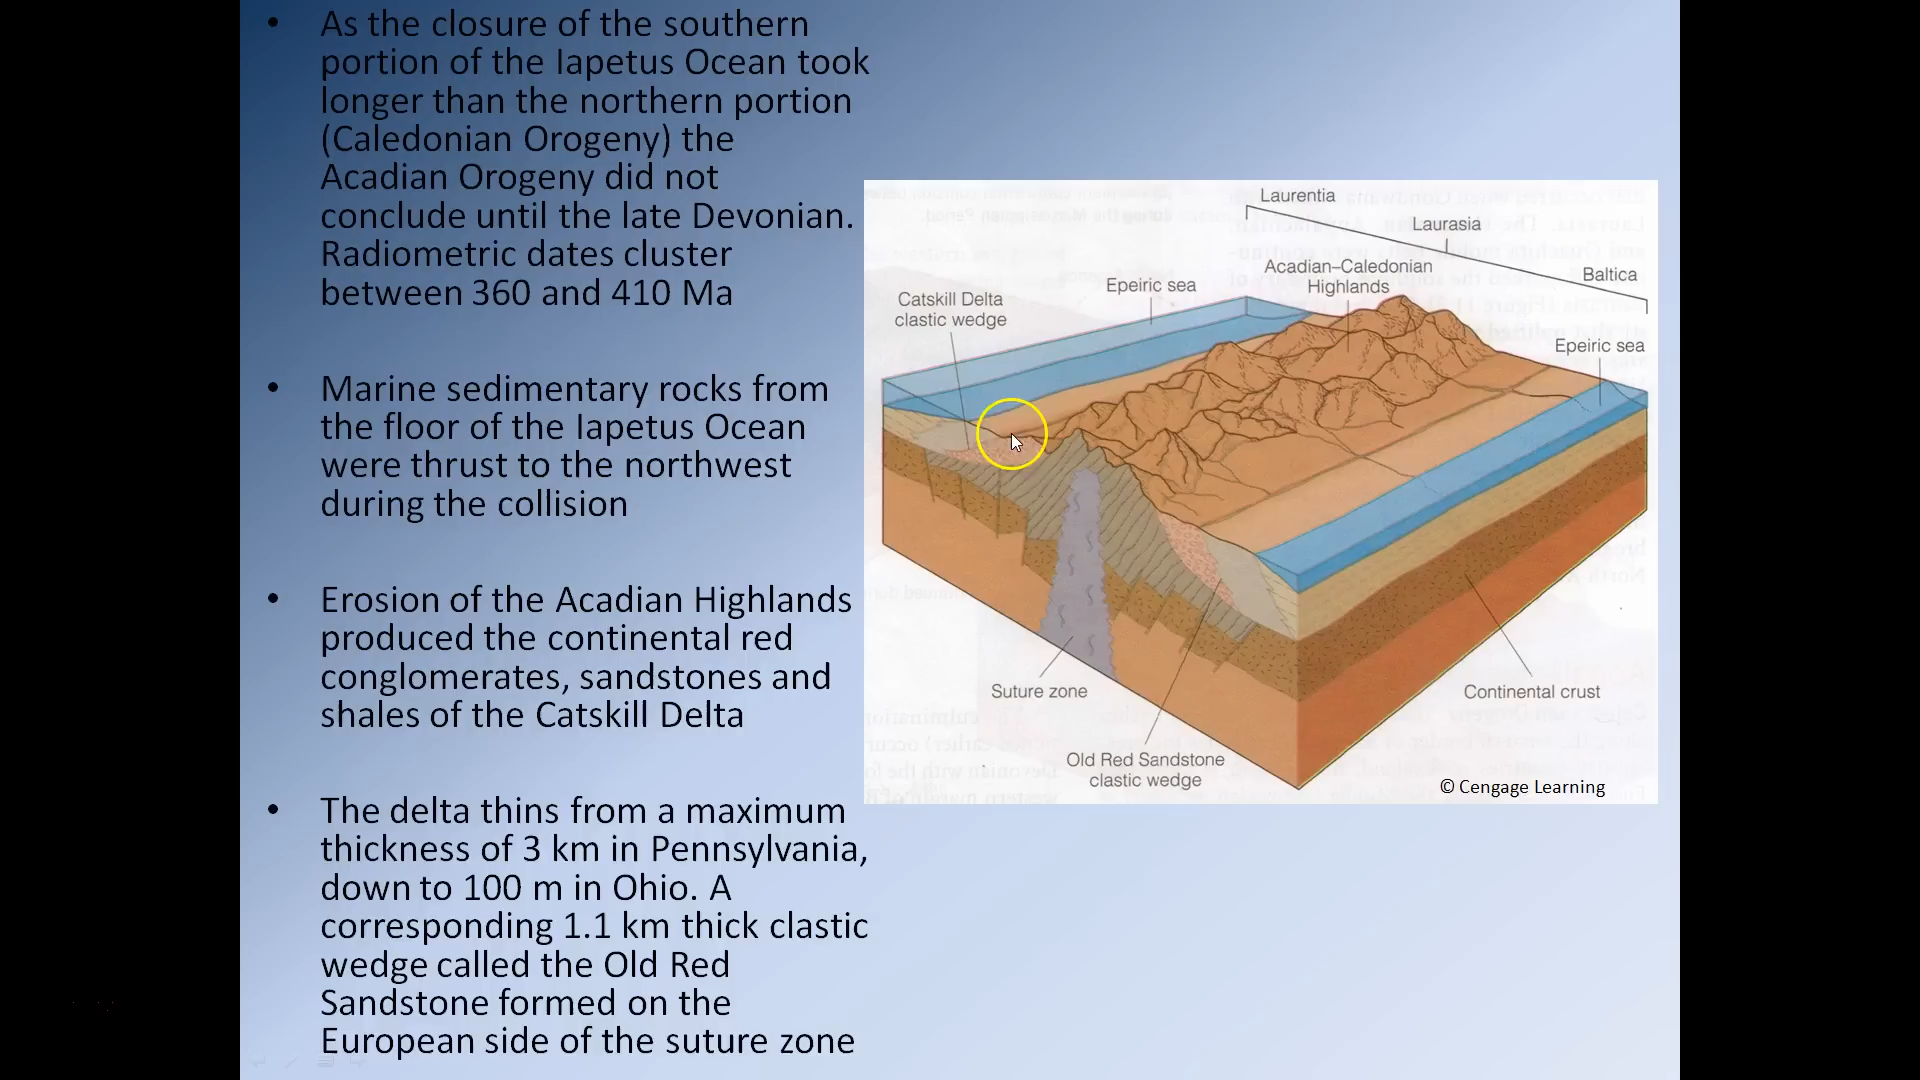 • As the closure of the southern
portion of the Iapetus Ocean took
longer than the northern portion
(Caledonian Orogeny) the
Acadian Orogeny did not
conclude until the late Devonian.
Radiometric dates cluster
between 360 and 410 Ma
• Marine sedimentary rocks from
the floor of the Iapetus Ocean
were thrust to the northwest
during the collision
• Erosion of the Acadian Highlands
produced the continental red
conglomerates, sandstones and
shales of the Catskill Delta
• The delta thins from a maximum
thickness of 3 km in Pennsylvania,
down to 100 m in Ohio. A
corresponding 1.1 km thick clastic
wedge called the Old Red
Sandstone formed on the
European side of the suture zone
Laurentia
Laurasia
Baltica
Acadian–Caledonian
Highlands
Epeiric sea
Catskill Delta
clastic wedge
Epeiric sea
Suture zone
Continental crust
Old Red Sandstone
clastic wedge
© Cengage Learning